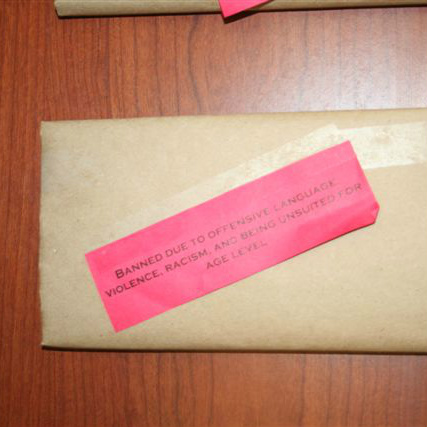 Banned due to offensive language
violence, racism, and being unsuited for
age level